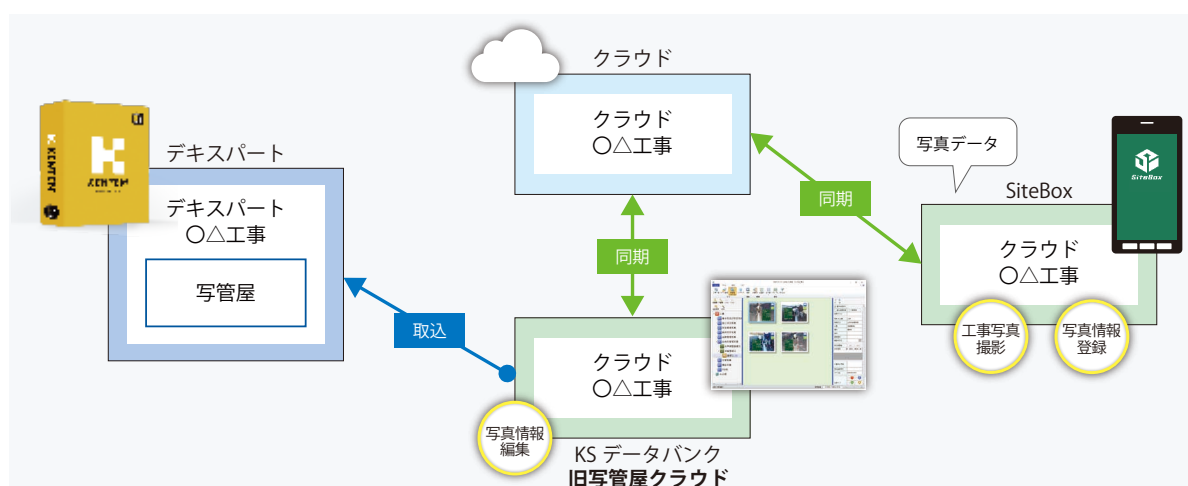 クラウド
クラウド
〇△工事
デキスパート
デキスパート
〇△工事
写管屋
KENTEM
KENTEM
写真データ
SiteBox
SiteBox
クラウド
〇△工事
同期
同期
取込
工事写真
撮影
写真情報
登録
クラウド
〇△工事
写真情報
編集
KS データバンク
旧写管屋クラウド